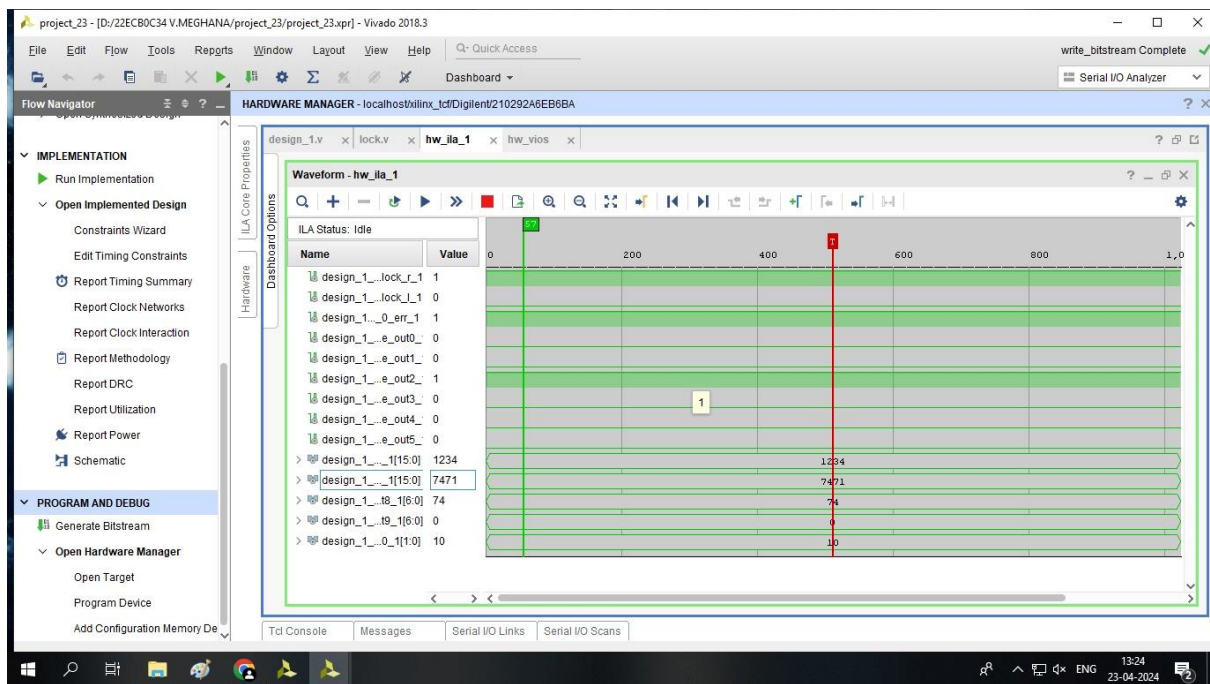 project_23 - [D:/22ECB0C34 V.MEGHANA/project_23/project_23.xpr] - Vivado 2018.3
File Edit Flow Tools Reports Window Layout View Help Q- Quick Access write_bitstream Complete
Dashboard Serial I/O Analyzer
Flow Navigator HARDWARE MANAGER - localhost/xilinx_tcf/Digilent/210292A6EB6BA
Open Synthesized Design
IMPLEMENTATION
Run Implementation
Open Implemented Design
Constraints Wizard
Edit Timing Constraints
Report Timing Summary
Report Clock Networks
Report Clock Interaction
Report Methodology
Report DRC
Report Utilization
Report Power
Schematic
PROGRAM AND DEBUG
Generate Bitstream
Open Hardware Manager
Open Target
Program Device
Add Configuration Memory De
ILA Core Properties
Hardware
Dashboard Options
design_1.v lock.v hw_ila_1 hw_vios
Waveform - hw_ila_1
ILA Status: Idle 57
Name Value 0 200 400 600 800 1,0
T
design_1_...lock_r_1 1
design_1_...lock_l_1 0
design_1_..._0_err_1 1
design_1_...e_out0_ 0
design_1_...e_out1_ 0
design_1_...e_out2_ 1
design_1_...e_out3_ 0
1
design_1_...e_out4_ 0
design_1_...e_out5_ 0
design_1_..._1[15:0] 1234 1234
design_1_..._1[15:0] 7471 7471
design_1_...t8_1[6:0] 74 74
design_1_...t9_1[6:0] 0 0
design_1_...0_1[1:0] 10 10
Tcl Console Messages Serial I/O Links Serial I/O Scans
ENG 13:24
23-04-2024 2